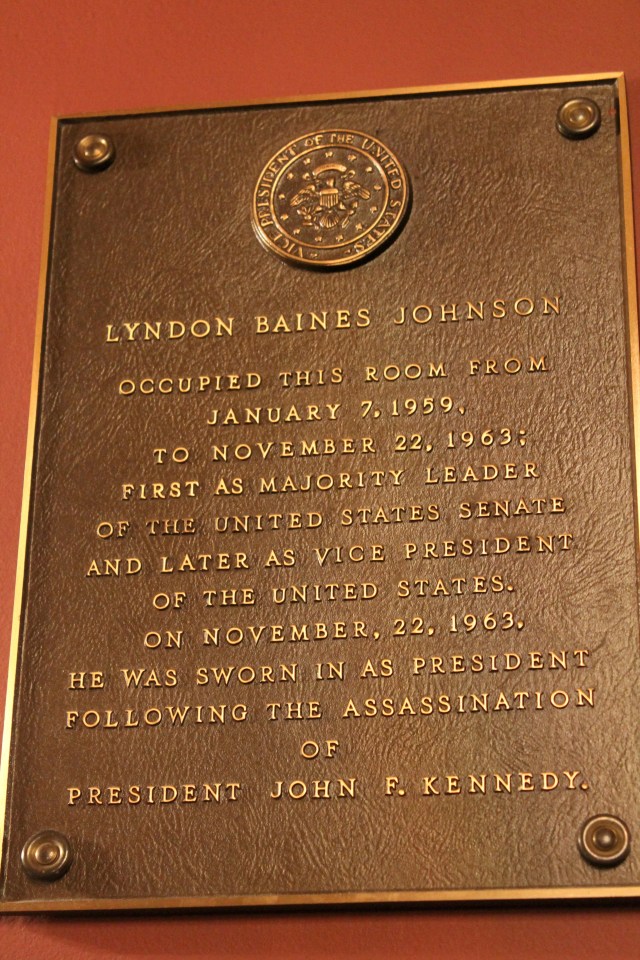 VICE PRESIDENT OF THE UNITED STATES
LYNDON BAINES JOHNSON
OCCUPIED THIS ROOM FROM
JANUARY 7, 1959,
TO NOVEMBER 22, 1963;
FIRST AS MAJORITY LEADER
OF THE UNITED STATES SENATE
AND LATER AS VICE PRESIDENT
OF THE UNITED STATES.
ON NOVEMBER, 22, 1963,
HE WAS SWORN IN AS PRESIDENT
FOLLOWING THE ASSASSINATION
OF
PRESIDENT JOHN F. KENNEDY.